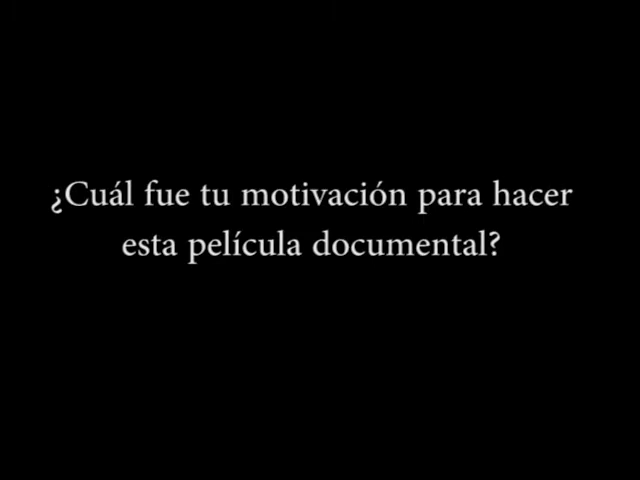 ¿Cuál fue tu motivación para hacer
esta película documental?